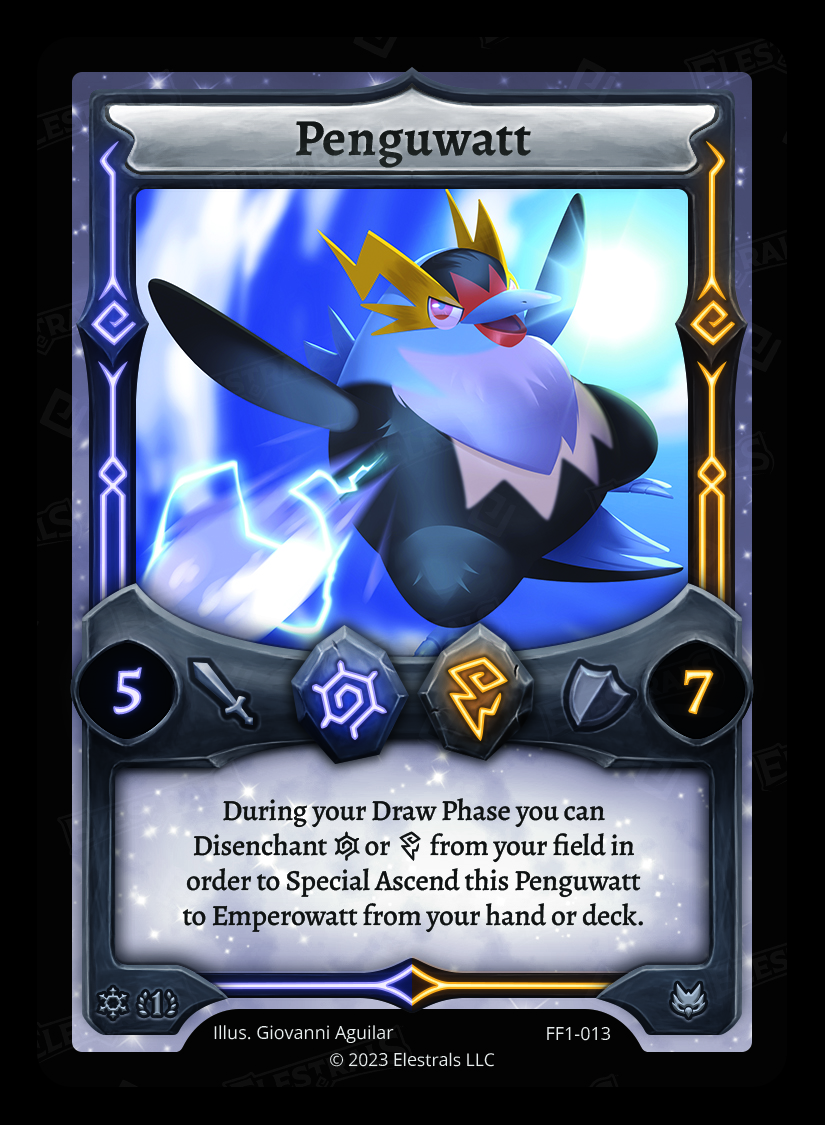 Penguwatt
5
7
During your Draw Phase you can
Disenchant or from your field in
order to Special Ascend this Penguwatt
to Emperowatt from your hand or deck.
1
Illus. Giovanni Aguilar
FF1-013
© 2023 Elestrals LLC